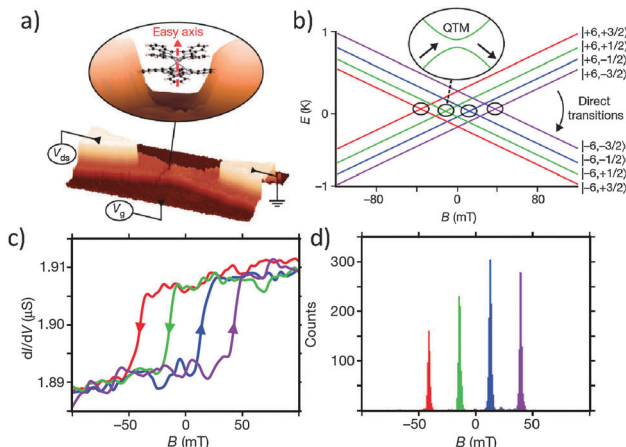 a)
Easy axis
Vds
Vg
b)
QTM
E (K)
1
0
−1
−80
0
80
B (mT)
|+6,+3/2⟩
|+6,+1/2⟩
|+6,−1/2⟩
|+6,−3/2⟩
Direct
transitions
|−6,−3/2⟩
|−6,−1/2⟩
|−6,+1/2⟩
|−6,+3/2⟩
c)
dI/dV (μS)
1.91
1.90
1.89
−50
0
50
B (mT)
d)
Counts
300
200
100
−50
0
50
B (mT)